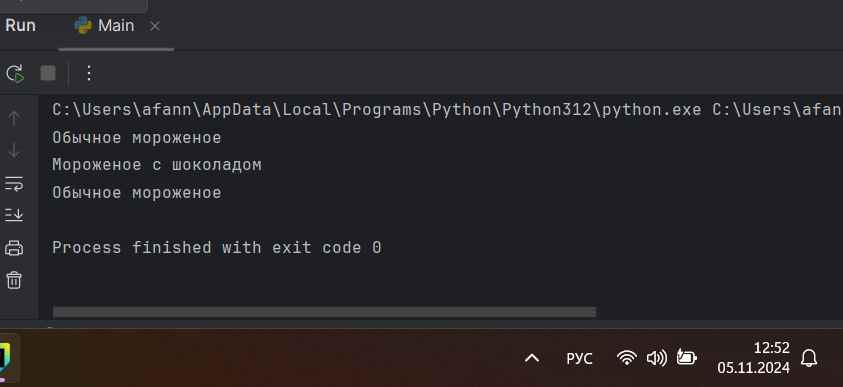 Run Main
C:\Users\afann\AppData\Local\Programs\Python\Python312\python.exe C:\Users\afan
Обычное мороженое
Мороженое с шоколадом
Обычное мороженое
Process finished with exit code 0
РУС
12:52
05.11.2024